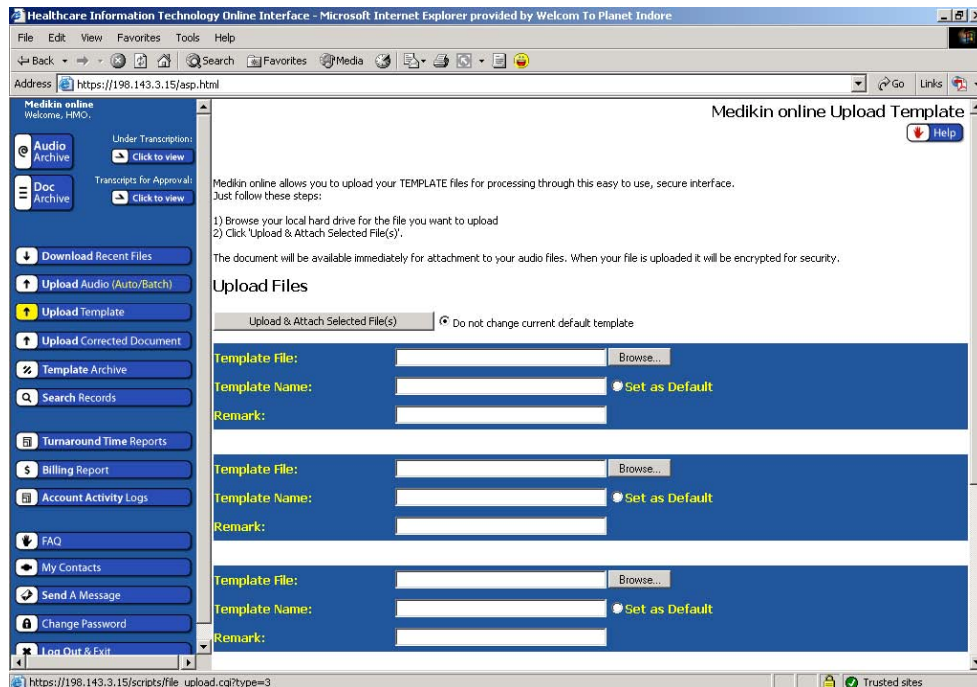 Healthcare Information Technology Online Interface - Microsoft Internet Explorer provided by Welcom To Planet Indore
File Edit View Favorites Tools Help
Back Search Favorites Media
Address https://198.143.3.15/asp.html Go Links
Medikin online
Welcome, HMO.
Audio Archive
Under Transcription:
Click to view
Doc Archive
Transcripts for Approval:
Click to view
Download Recent Files
Upload Audio (Auto/Batch)
Upload Template
Upload Corrected Document
Template Archive
Search Records
Turnaround Time Reports
Billing Report
Account Activity Logs
FAQ
My Contacts
Send A Message
Change Password
Log Out & Exit
Medikin online Upload Template
Help
Medikin online allows you to upload your TEMPLATE files for processing through this easy to use, secure interface.
Just follow these steps:
1) Browse your local hard drive for the file you want to upload
2) Click 'Upload & Attach Selected File(s)'.
The document will be available immediately for attachment to your audio files. When your file is uploaded it will be encrypted for security.
Upload Files
Upload & Attach Selected File(s) Do not change current default template
Template File: Browse...
Template Name: Set as Default
Remark:
Template File: Browse...
Template Name: Set as Default
Remark:
Template File: Browse...
Template Name: Set as Default
Remark:
https://198.143.3.15/scripts/file_upload.cgi?type=3 Trusted sites